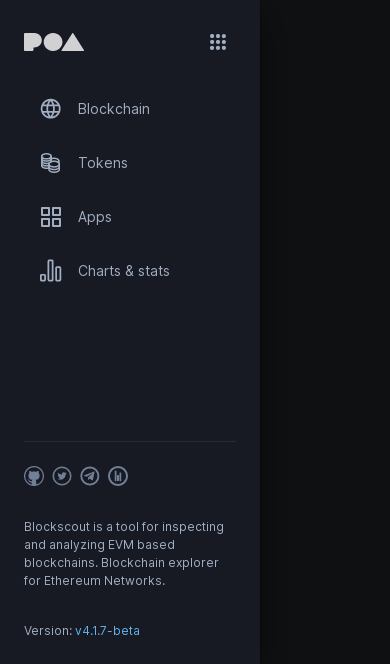 POA
Blockchain
Tokens
Apps
Charts & stats
Blockscout is a tool for inspecting
and analyzing EVM based
blockchains. Blockchain explorer
for Ethereum Networks.
Version: v4.1.7-beta